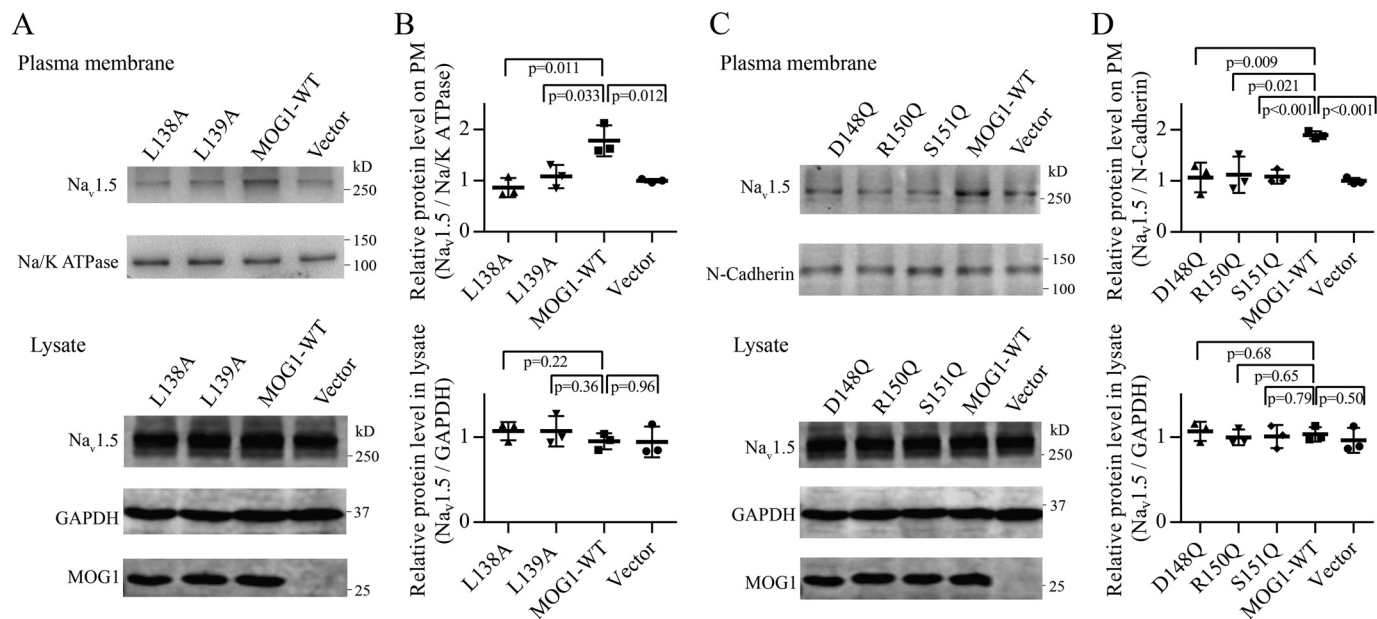 A
Plasma membrane
L138A
L139A
MOG1-WT
Vector
kD
Nav1.5
250
Na/K ATPase
150
100
Lysate
L138A
L139A
MOG1-WT
Vector
kD
Nav1.5
250
GAPDH
37
MOG1
25
B
Relative protein level on PM
(Nav1.5 / Na/K ATPase)
p=0.011
p=0.033
p=0.012
2
1
0
L138A
L139A
MOG1-WT
Vector
Relative protein level in lysate
(Nav1.5 / GAPDH)
p=0.22
p=0.36
p=0.96
1
0
L138A
L139A
MOG1-WT
Vector
C
Plasma membrane
D148Q
R150Q
S151Q
MOG1-WT
Vector
kD
Nav1.5
250
N-Cadherin
150
100
Lysate
D148Q
R150Q
S151Q
MOG1-WT
Vector
kD
Nav1.5
250
GAPDH
37
MOG1
25
D
Relative protein level on PM
(Nav1.5 / N-Cadherin)
p=0.009
p=0.021
p<0.001
p<0.001
2
1
0
D148Q
R150Q
S151Q
MOG1-WT
Vector
Relative protein level in lysate
(Nav1.5 / GAPDH)
p=0.68
p=0.65
p=0.79
p=0.50
1
0
D148Q
R150Q
S151Q
MOG1-WT
Vector